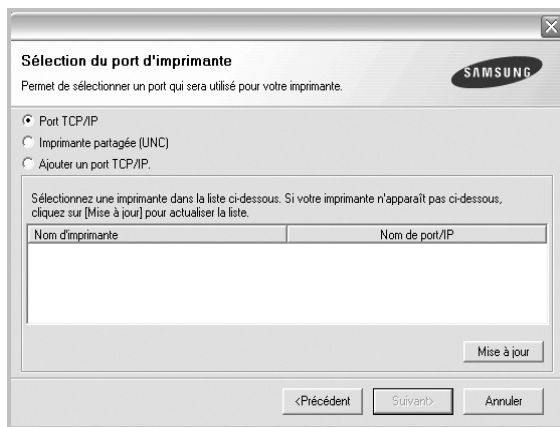 Sélection du port d'imprimante
Permet de sélectionner un port qui sera utilisé pour votre imprimante.
SAMSUNG
Port TCP/IP
Imprimante partagée (UNC)
Ajouter un port TCP/IP.
Sélectionnez une imprimante dans la liste ci-dessous. Si votre imprimante n'apparaît pas ci-dessous,
cliquez sur [Mise à jour] pour actualiser la liste.
Nom d'imprimante Nom de port/IP
Mise à jour
<Précédent Suivant> Annuler